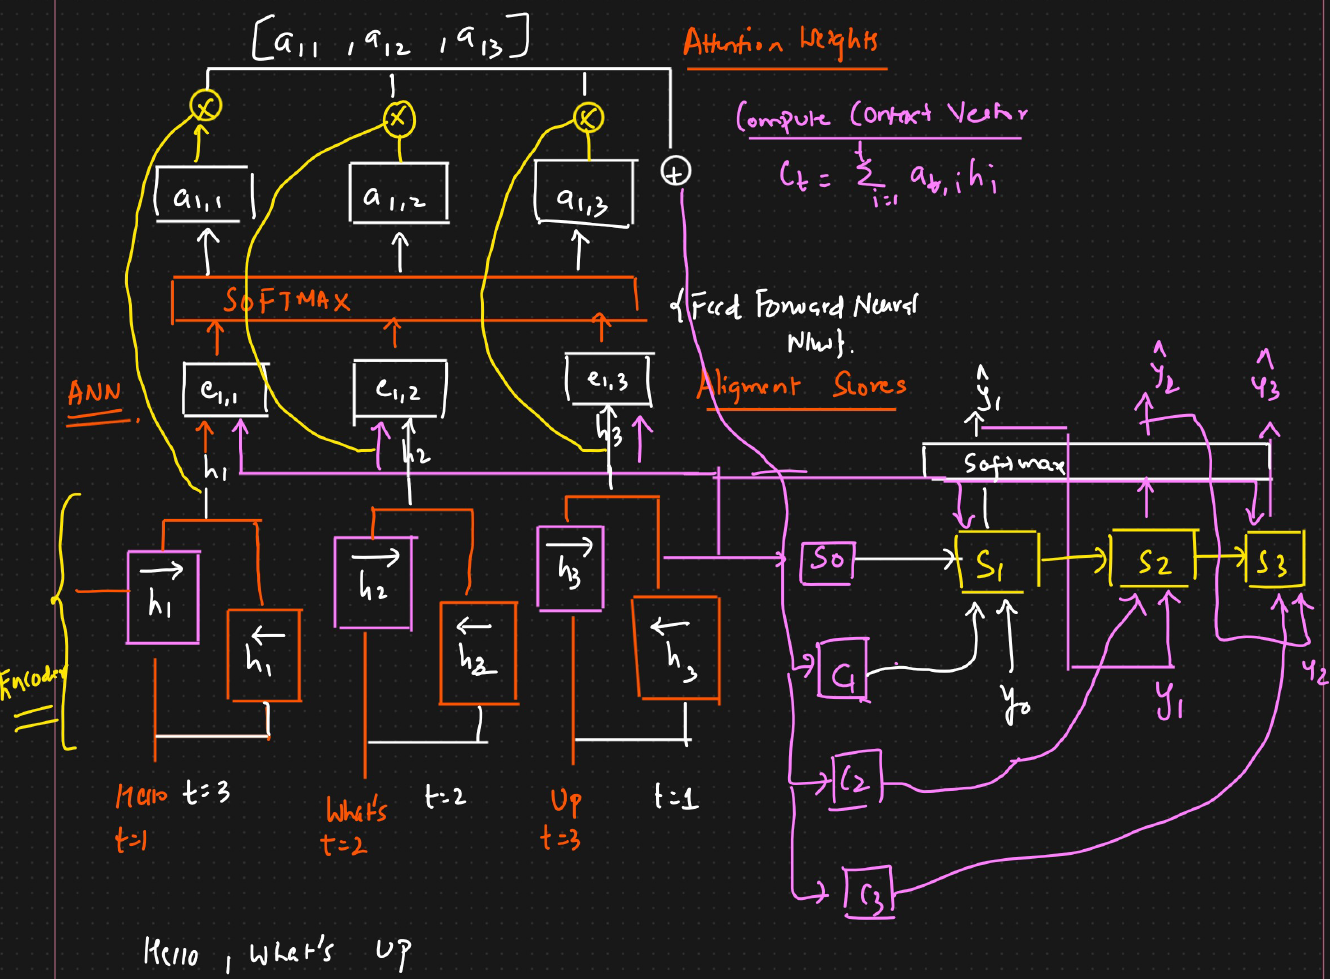 [a11 , a12 , a13]
Attention Weights
Compute Context Vector
Ct = t∑i=1 at,i hi
x x x
+
a1,1 a1,2 a1,3
SOFTMAX
{Feed Forward Neural
N/w}.
e1,1 e1,2 e1,3
Aligment Scores
ANN
ŷ1 ŷ2 ŷ3
h1 h2 h3
Softmax
→h1 →h2 →h3
S0 S1 S2 S3
←h1 ←h2 ←h3
Encoder
C1 y0 y1 y2
C2
Hello t=3 What's t=2 Up t=1
t=1 t=2 t=3
C3
Hello , What's UP